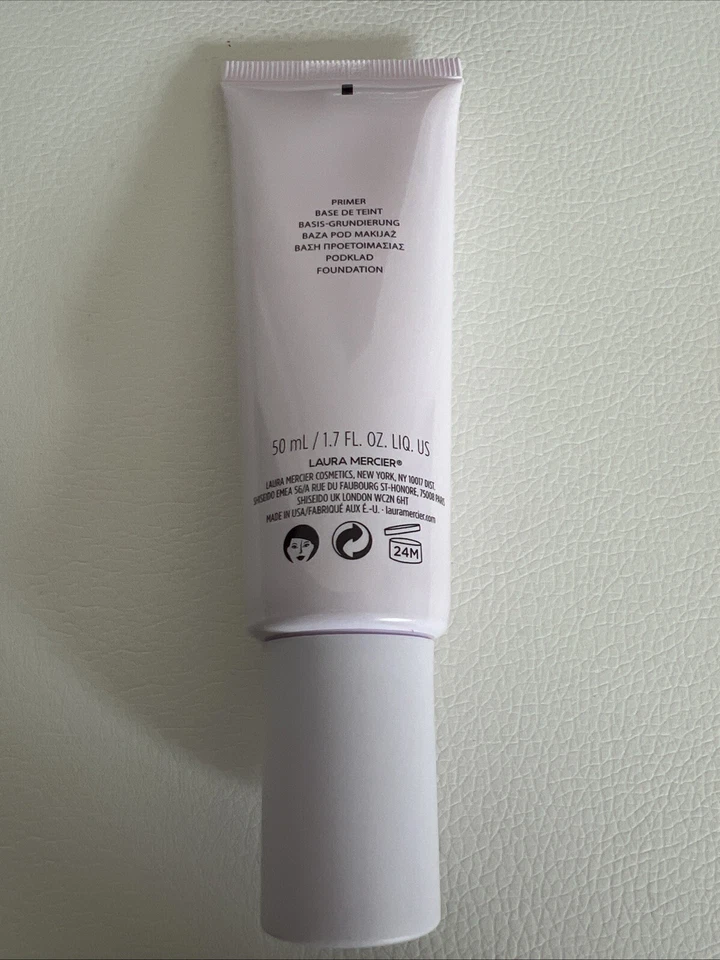 PRIMER
BASE DE TEINT
BASIS-GRUNDIERUNG
BAZA POD MAKIJAŻ
ΒΑΣΗ ΠΡΟΕΤΟΙΜΑΣΙΑΣ
PODKLAD
FOUNDATION
50 mL / 1.7 FL. OZ. LIQ. US
LAURA MERCIER®
LAURA MERCIER COSMETICS, NEW YORK, NY 10017 DIST.
SHISEIDO EMEA 56/A RUE DU FAUBOURG ST-HONORE, 75008 PARIS
SHISEIDO UK LONDON WC2N 6HT
MADE IN USA/FABRIQUÉ AUX É.-U. - lauramercier.com
24M